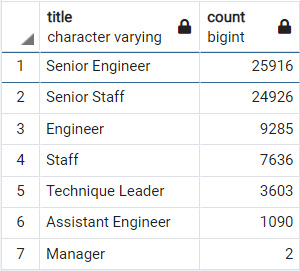 title count
character varying bigint
1 Senior Engineer 25916
2 Senior Staff 24926
3 Engineer 9285
4 Staff 7636
5 Technique Leader 3603
6 Assistant Engineer 1090
7 Manager 2